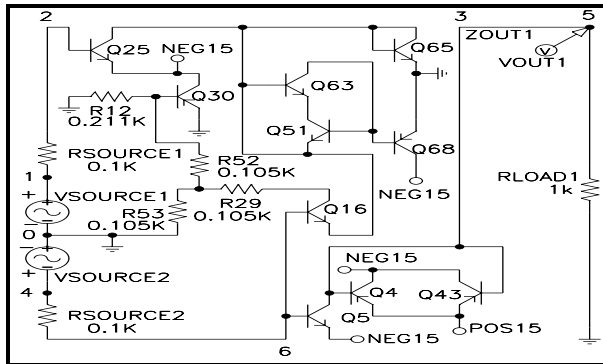 2
3
5
Q25
NEG15
Q65
ZOUT1
V
VOUT1
Q30
Q63
R12
0.211K
Q51
Q68
RSOURCE1
0.1K
R52
0.105K
NEG15
RLOAD1
1k
1
+
VSOURCE1
R53
0.105K
R29
0.105K
Q16
0
VSOURCE2
+
4
NEG15
Q4
Q43
RSOURCE2
0.1K
Q5
NEG15
POS15
6